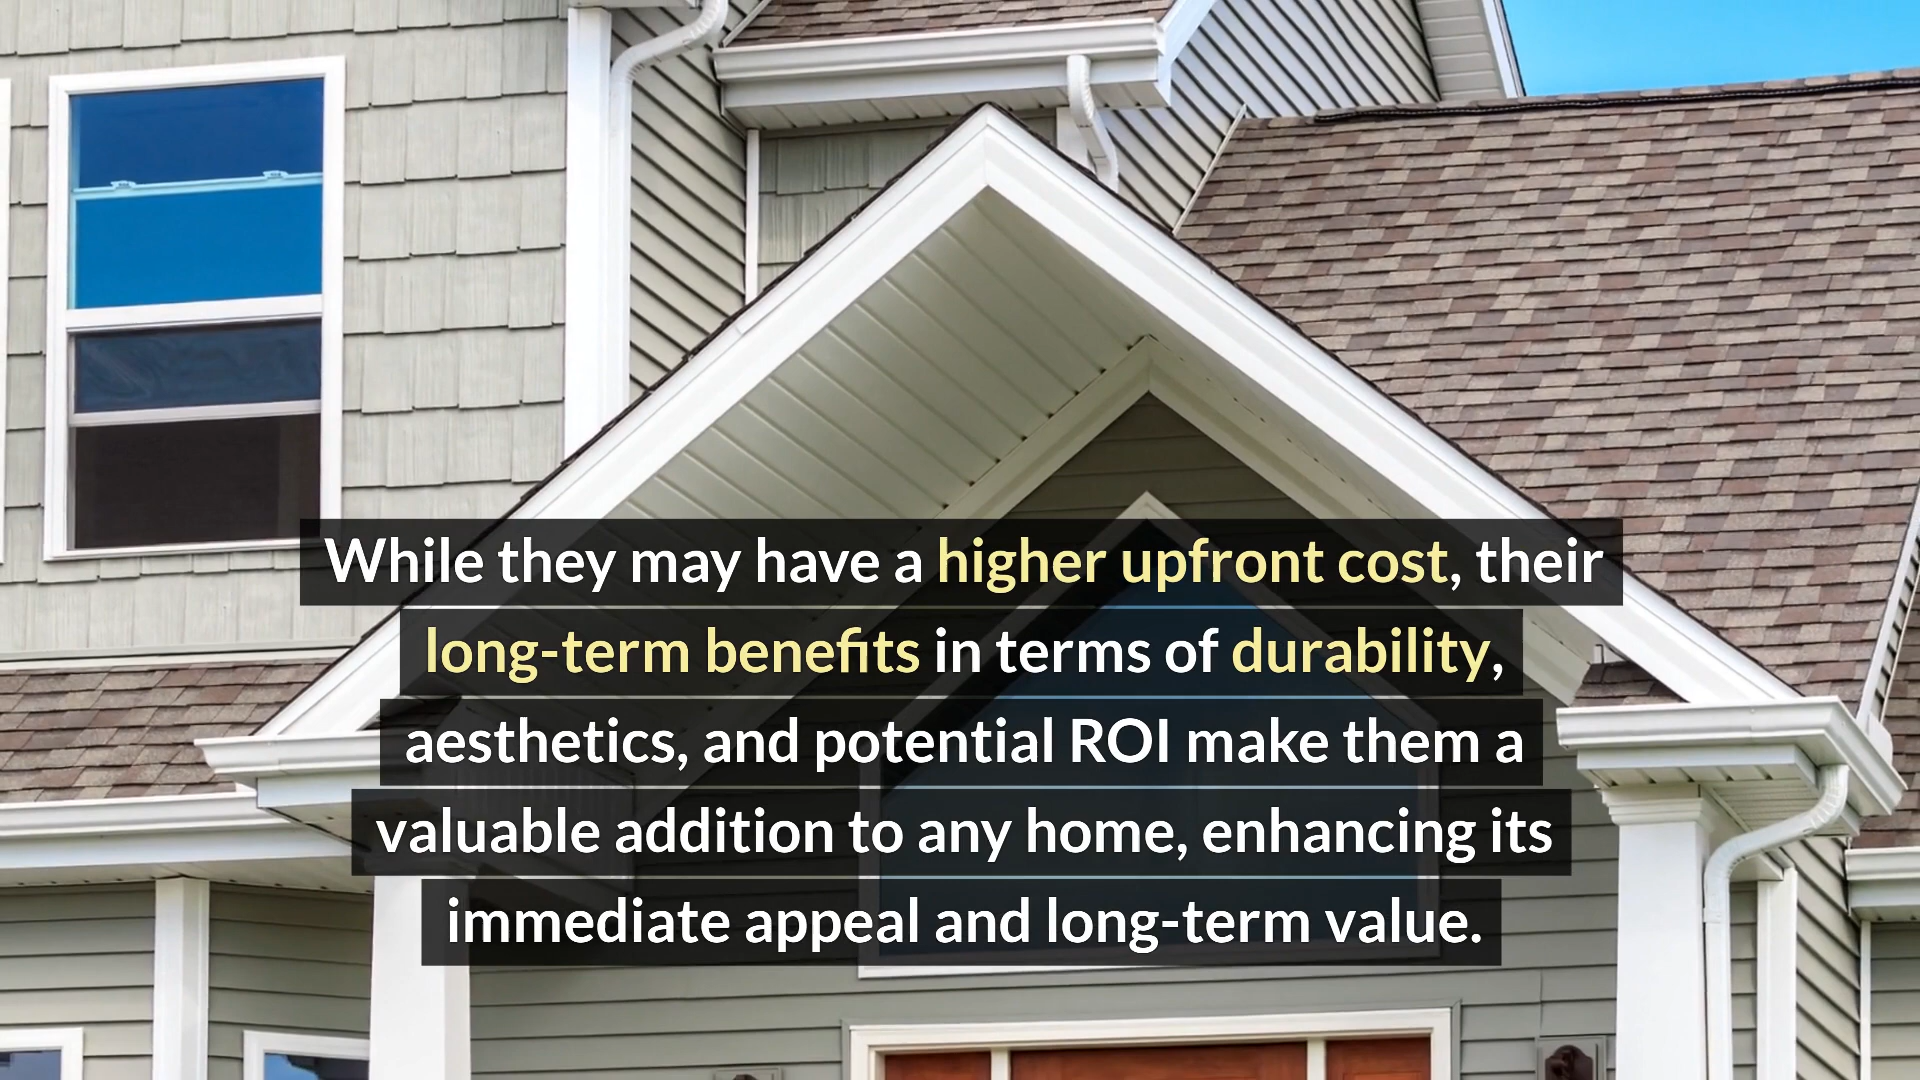 While they may have a higher upfront cost, their
long-term benefits in terms of durability,
aesthetics, and potential ROI make them a
valuable addition to any home, enhancing its
immediate appeal and long-term value.